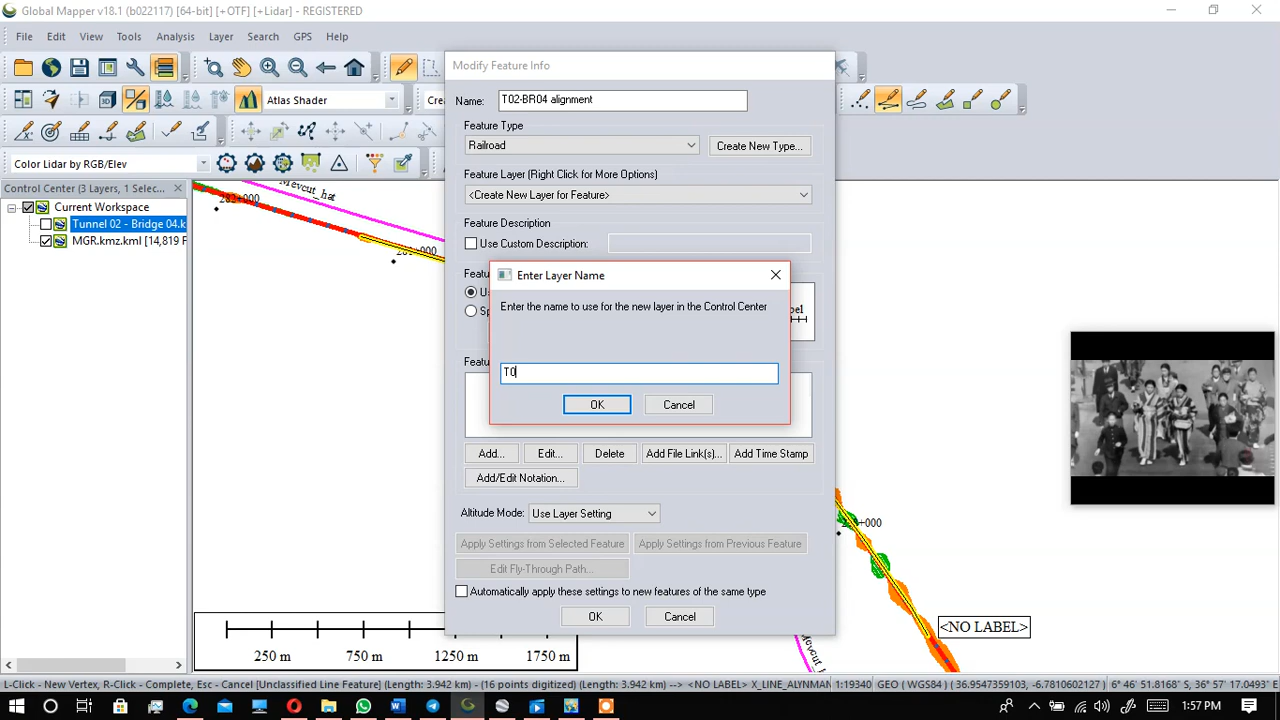 Global Mapper v18.1 (b022117) [64-bit] [+OTF] [+Lidar] - REGISTERED
File Edit View Tools Analysis Layer Search GPS Help
Atlas Shader
Color Lidar by RGB/Elev
Control Center (3 Layers, 1 Selec...
Current Workspace
Tunnel 02 - Bridge 04.k
MGR.kmz.kml [14,819 F
Mevcut_hat
282+000
Modify Feature Info
Name: T02-BR04 alignment
Feature Type
Railroad
Create New Type...
Feature Layer (Right Click for More Options)
<Create New Layer for Feature>
Feature Description
Use Custom Description:
Enter Layer Name
Enter the name to use for the new layer in the Control Center
T0
OK Cancel
Add... Edit... Delete Add File Link(s)... Add Time Stamp
Add/Edit Notation...
Altitude Mode: Use Layer Setting
Apply Settings from Selected Feature Apply Settings from Previous Feature
Edit Fly-Through Path...
Automatically apply these settings to new features of the same type
OK Cancel
<NO LABEL>
250 m 750 m 1250 m 1750 m
L-Click - New Vertex, R-Click - Complete, Esc - Cancel [Unclassified Line Feature] (Length: 3.942 km) - (16 points digitized) (Length: 3.942 km) --> <NO LABEL> X_LINE_ALYNMAN 1:19340 GEO ( WGS84 ) ( 36.9547359103, -6.7810602127 ) 6° 46' 51.8168" S, 36° 57' 17.0493" E
1:57 PM